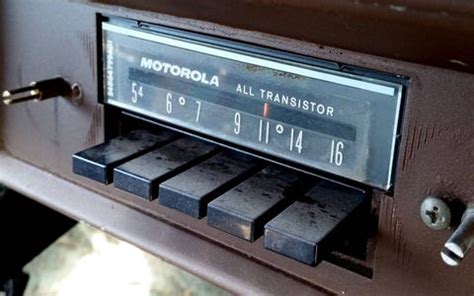 MOTOROLA ALL TRANSISTOR
54 6 7 9 11 14 16